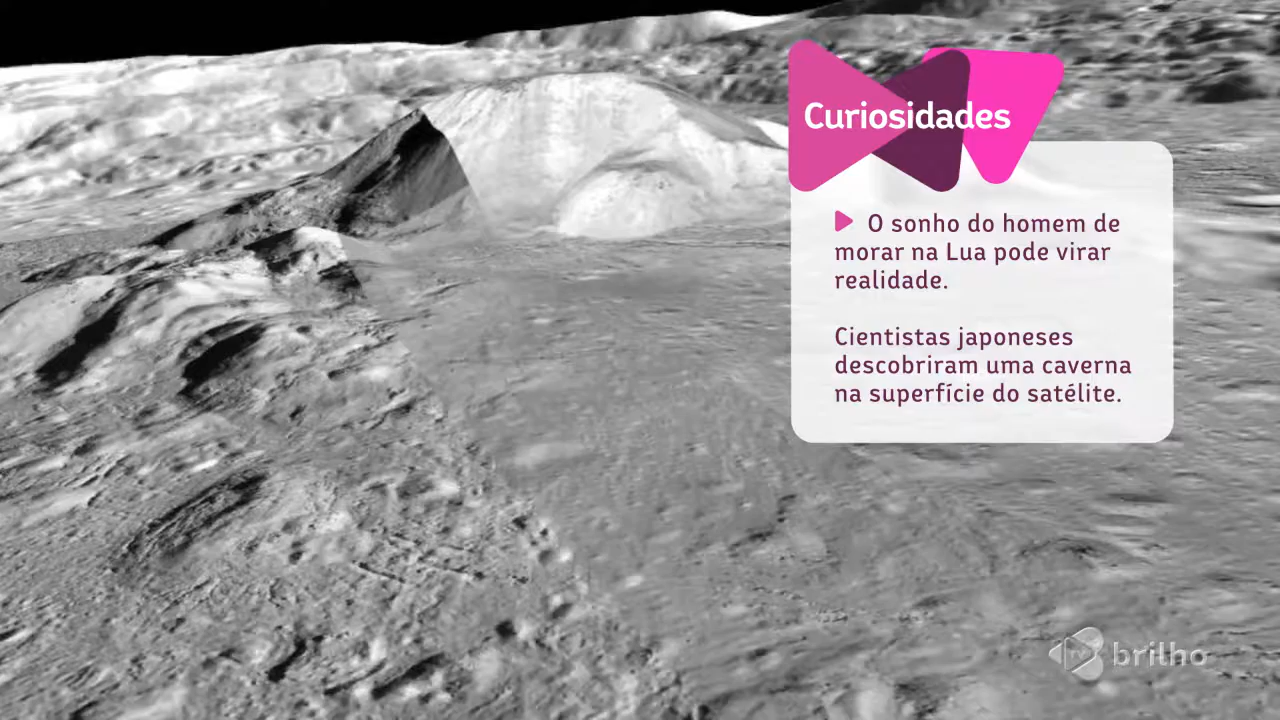 Curiosidades
O sonho do homem de
morar na Lua pode virar
realidade.
Cientistas japoneses
descobriram uma caverna
na superfície do satélite.
tv brilho